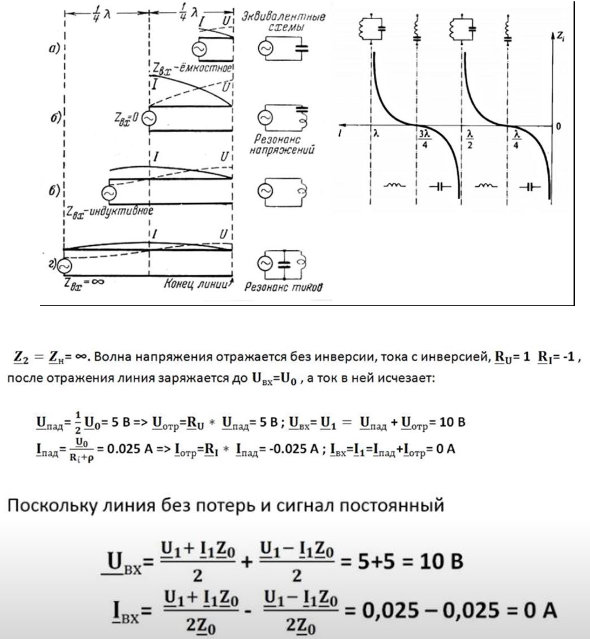 1/4 λ 1/4 λ Эквивалентные
I U схемы
а)
Zвх-ёмкостное
I U
б) Zвх=0
Резонанс
напряжений
I U
в)
Zвх-индуктивное
I U
г)
Zвх=∞ Конец линии Резонанс токов
Zi
l λ 3λ/4 λ/2 λ/4 0
Z₂ = Zн= ∞. Волна напряжения отражается без инверсии, тока с инверсией, RU= 1 RI= -1 ,
после отражения линия заряжается до Uвх=U₀ , а ток в ней исчезает:
Uпад= 1/2 U₀= 5 В => Uотр=RU * Uпад= 5 В ; Uвх= U₁ = Uпад + Uотр= 10 В
Iпад= U₀/(Ri+ρ) = 0.025 А => Iотр=RI * Iпад= -0.025 А ; Iвх=I₁=Iпад+Iотр= 0 А
Поскольку линия без потерь и сигнал постоянный
Uвх= (U₁+ I₁Z₀)/2 + (U₁− I₁Z₀)/2 = 5+5 = 10 В
Iвх= (U₁+ I₁Z₀)/2Z₀ - (U₁− I₁Z₀)/2Z₀ = 0,025 – 0,025 = 0 А